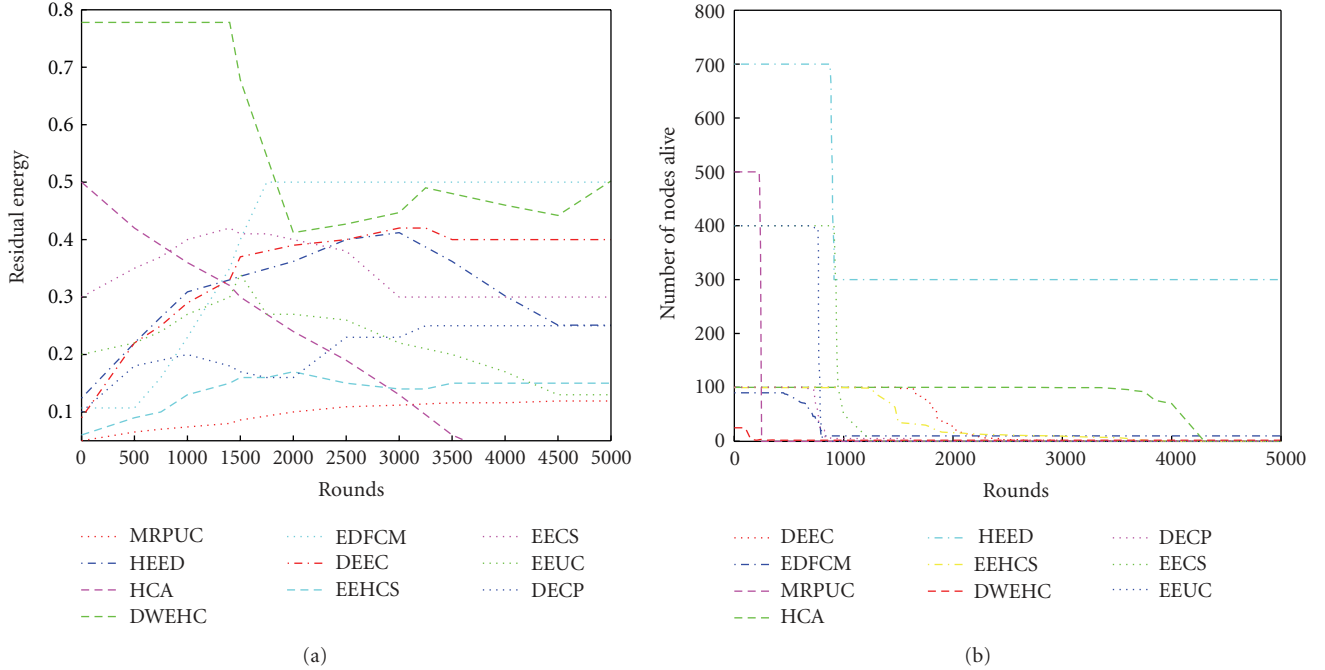 0.8
0.7
0.6
0.5
0.4
0.3
0.2
0.1
Residual energy
0 500 1000 1500 2000 2500 3000 3500 4000 4500 5000
Rounds
MRPUC
HEED
HCA
DWEHC
EDFCM
DEEC
EEHCS
EECS
EEUC
DECP
(a)
800
700
600
500
400
300
200
100
0
Number of nodes alive
0 1000 2000 3000 4000 5000
Rounds
DEEC
EDFCM
MRPUC
HCA
HEED
EEHCS
DWEHC
DECP
EECS
EEUC
(b)